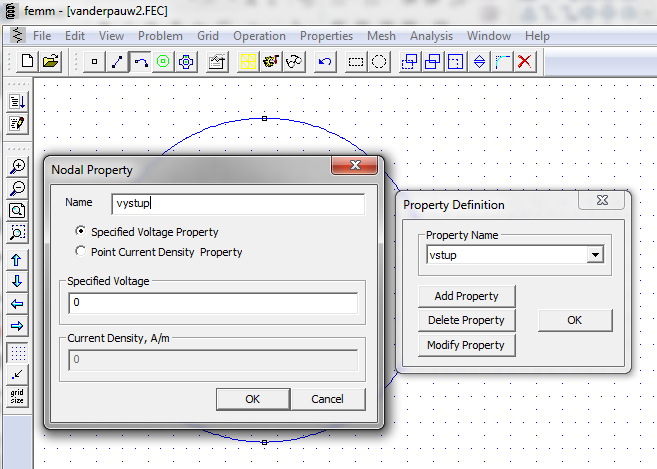 femm - [vanderpauw2.FEC]
File Edit View Problem Grid Operation Properties Mesh Analysis Window Help
Nodal Property
Name vystup
Specified Voltage Property
Point Current Density Property
Specified Voltage
0
Current Density, A/m
0
OK Cancel
Property Definition
Property Name
vstup
Add Property
Delete Property OK
Modify Property
grid
size